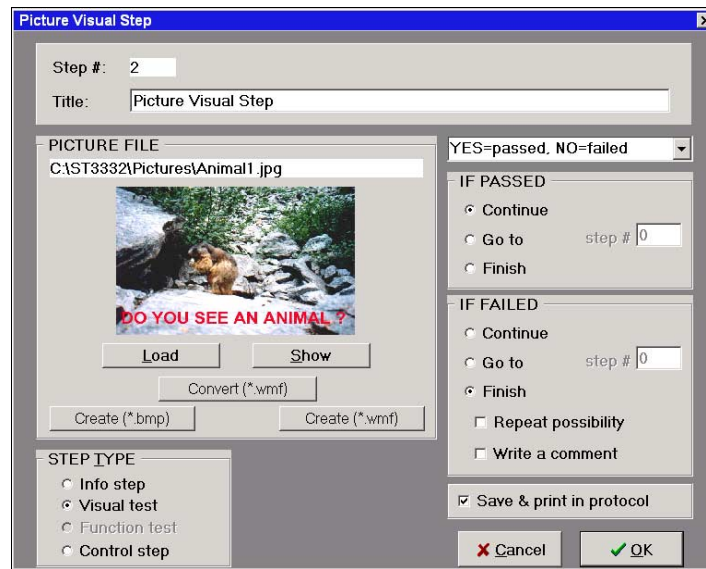 Picture Visual Step
Step #: 2
Title: Picture Visual Step
PICTURE FILE
C:\ST3332\Pictures\Animal1.jpg
DO YOU SEE AN ANIMAL ?
Load Show
Convert (*.wmf)
Create (*.bmp) Create (*.wmf)
STEP TYPE
Info step
Visual test
Function test
Control step
YES=passed, NO=failed
IF PASSED
Continue
Go to step # 0
Finish
IF FAILED
Continue
Go to step # 0
Finish
Repeat possibility
Write a comment
Save & print in protocol
Cancel OK